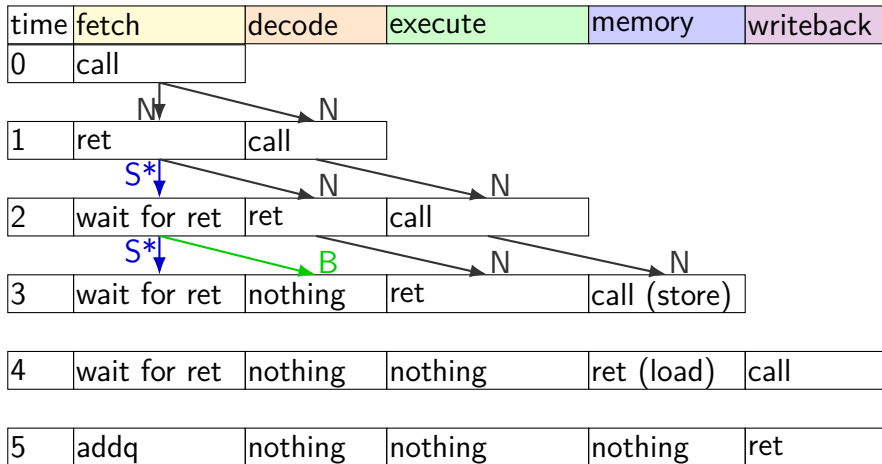 time fetch decode execute memory writeback
0 call
N N
1 ret call
S* N N
2 wait for ret ret call
S* B N N
3 wait for ret nothing ret call (store)
4 wait for ret nothing nothing ret (load) call
5 addq nothing nothing nothing ret